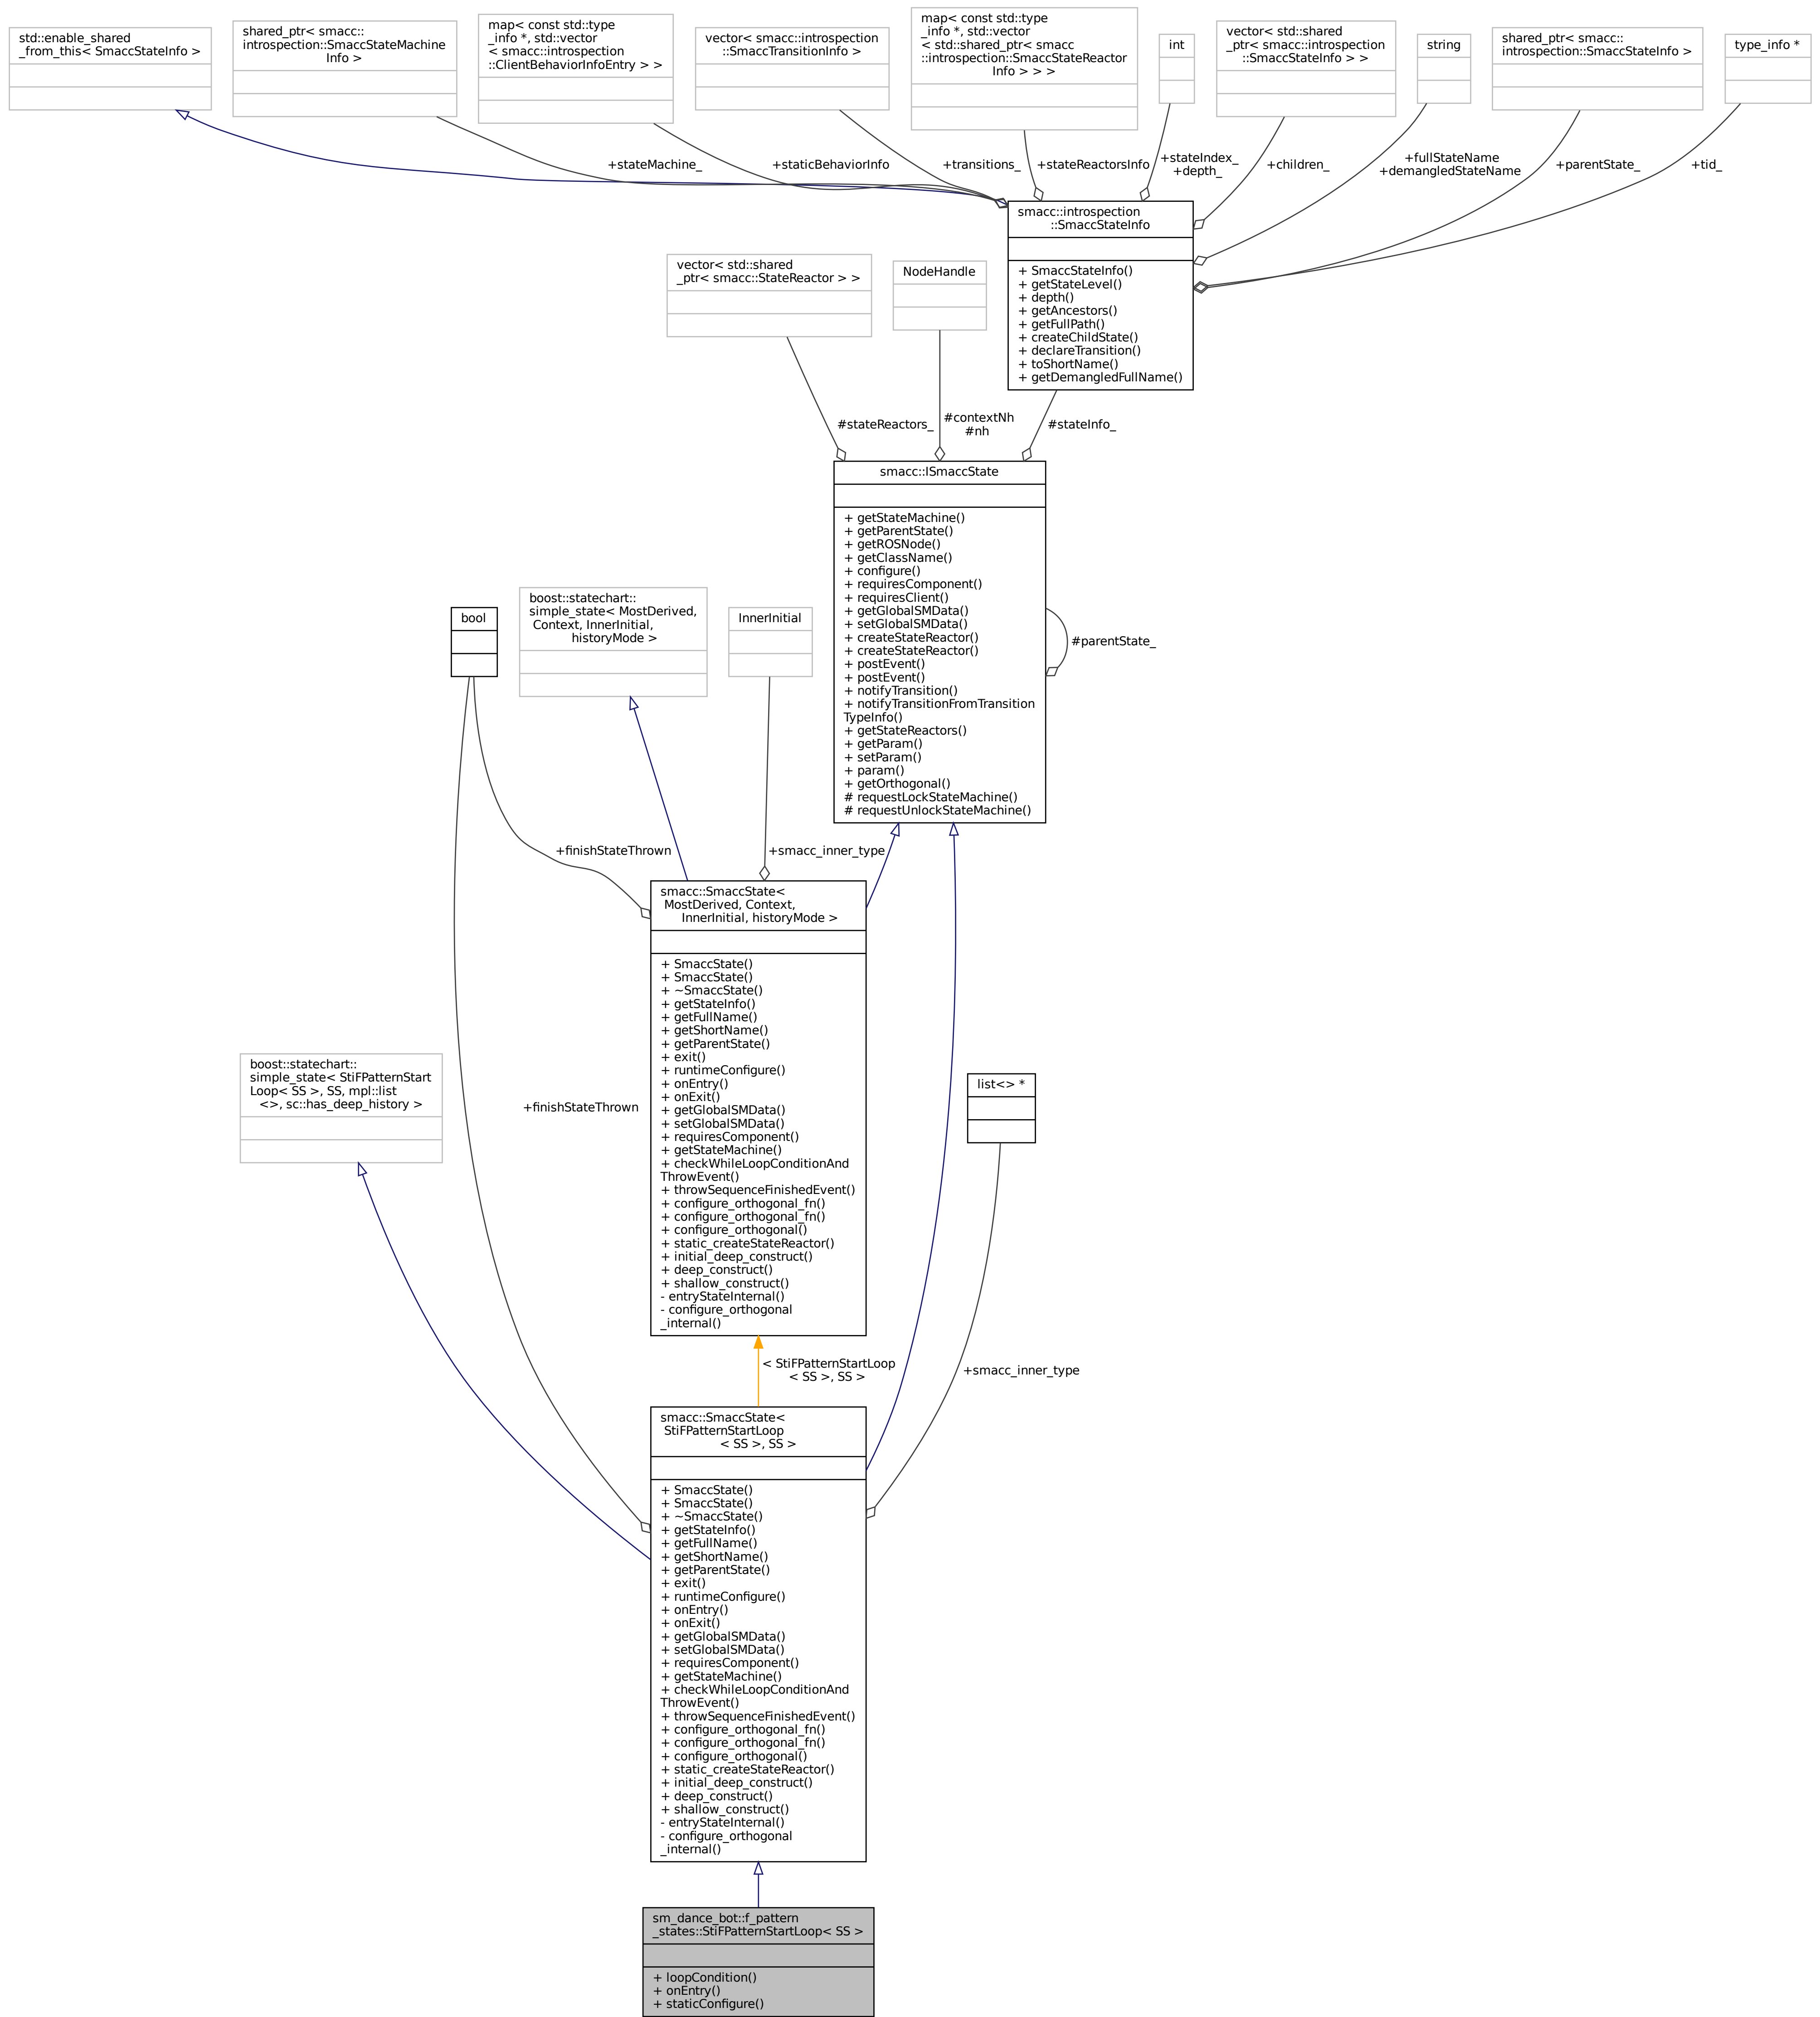 std::enable_shared
_from_this< SmaccStateInfo >
shared_ptr< smacc::
introspection::SmaccStateMachine
Info >
map< const std::type
_info *, std::vector
< smacc::introspection
::ClientBehaviorInfoEntry > >
vector< smacc::introspection
::SmaccTransitionInfo >
map< const std::type
_info *, std::vector
< std::shared_ptr< smacc
::introspection::SmaccStateReactor
Info > > >
int
vector< std::shared
_ptr< smacc::introspection
::SmaccStateInfo > >
string
shared_ptr< smacc::
introspection::SmaccStateInfo >
type_info *
+stateMachine_
+staticBehaviorInfo
+transitions_
+stateReactorsInfo
+stateIndex_
+depth_
+children_
+fullStateName
+demangledStateName
+parentState_
+tid_
smacc::introspection
::SmaccStateInfo
+ SmaccStateInfo()
+ getStateLevel()
+ depth()
+ getAncestors()
+ getFullPath()
+ createChildState()
+ declareTransition()
+ toShortName()
+ getDemangledFullName()
vector< std::shared
_ptr< smacc::StateReactor > >
NodeHandle
#stateReactors_
#contextNh
#nh
#stateInfo_
smacc::ISmaccState
+ getStateMachine()
+ getParentState()
+ getROSNode()
+ getClassName()
+ configure()
+ requiresComponent()
+ requiresClient()
+ getGlobalSMData()
+ setGlobalSMData()
+ createStateReactor()
+ createStateReactor()
+ postEvent()
+ postEvent()
+ notifyTransition()
+ notifyTransitionFromTransition
TypeInfo()
+ getStateReactors()
+ getParam()
+ setParam()
+ param()
+ getOrthogonal()
# requestLockStateMachine()
# requestUnlockStateMachine()
#parentState_
bool
boost::statechart::
simple_state< MostDerived,
Context, InnerInitial,
historyMode >
InnerInitial
+finishStateThrown
+smacc_inner_type
smacc::SmaccState<
MostDerived, Context,
InnerInitial, historyMode >
+ SmaccState()
+ SmaccState()
+ ~SmaccState()
+ getStateInfo()
+ getFullName()
+ getShortName()
+ getParentState()
+ exit()
+ runtimeConfigure()
+ onEntry()
+ onExit()
+ getGlobalSMData()
+ setGlobalSMData()
+ requiresComponent()
+ getStateMachine()
+ checkWhileLoopConditionAnd
ThrowEvent()
+ throwSequenceFinishedEvent()
+ configure_orthogonal_fn()
+ configure_orthogonal_fn()
+ configure_orthogonal()
+ static_createStateReactor()
+ initial_deep_construct()
+ deep_construct()
+ shallow_construct()
- entryStateInternal()
- configure_orthogonal
_internal()
boost::statechart::
simple_state< StiFPatternStart
Loop< SS >, SS, mpl::list
<>, sc::has_deep_history >
+finishStateThrown
list<> *
< StiFPatternStartLoop
< SS >, SS >
+smacc_inner_type
smacc::SmaccState<
StiFPatternStartLoop
< SS >, SS >
+ SmaccState()
+ SmaccState()
+ ~SmaccState()
+ getStateInfo()
+ getFullName()
+ getShortName()
+ getParentState()
+ exit()
+ runtimeConfigure()
+ onEntry()
+ onExit()
+ getGlobalSMData()
+ setGlobalSMData()
+ requiresComponent()
+ getStateMachine()
+ checkWhileLoopConditionAnd
ThrowEvent()
+ throwSequenceFinishedEvent()
+ configure_orthogonal_fn()
+ configure_orthogonal_fn()
+ configure_orthogonal()
+ static_createStateReactor()
+ initial_deep_construct()
+ deep_construct()
+ shallow_construct()
- entryStateInternal()
- configure_orthogonal
_internal()
sm_dance_bot::f_pattern
_states::StiFPatternStartLoop< SS >
+ loopCondition()
+ onEntry()
+ staticConfigure()